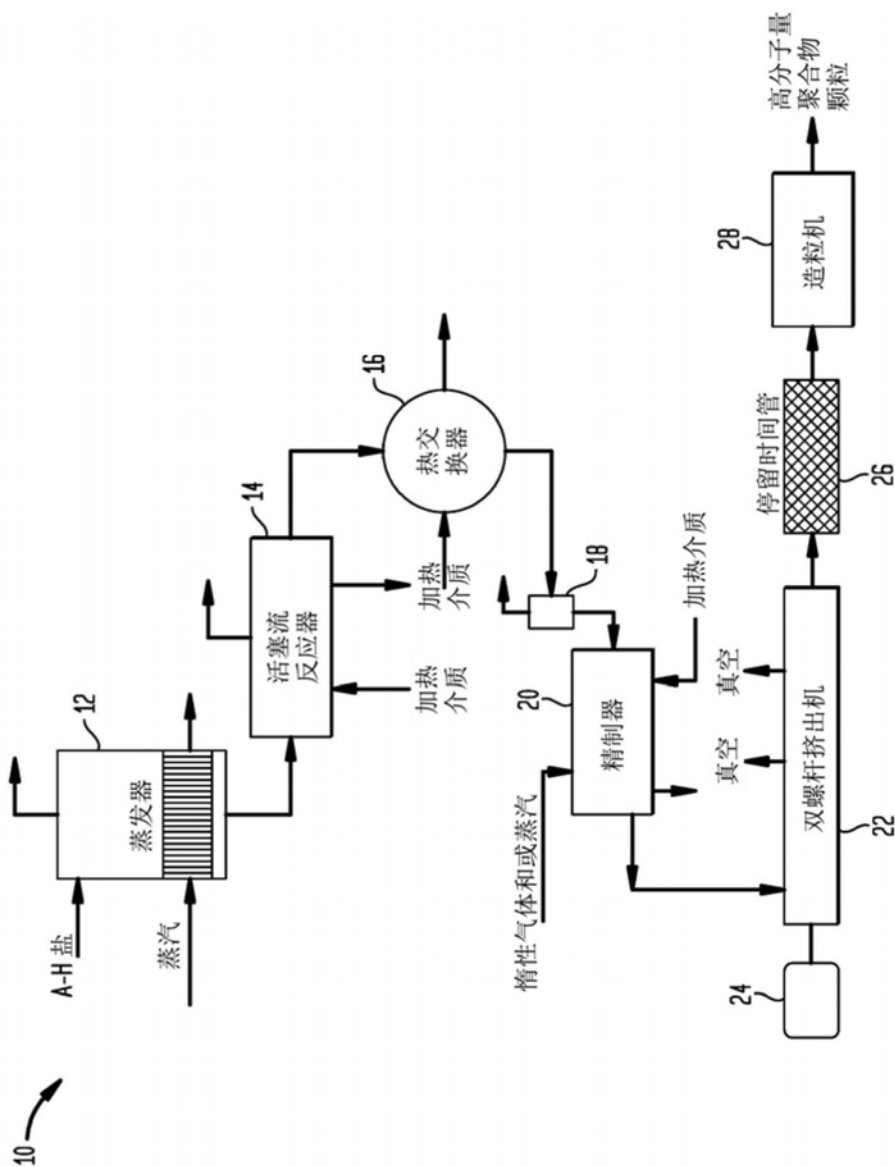 10
A-H 盐
蒸汽
蒸发器
12
活塞流
反应器
14
加热
介质
加热
介质
热交
换器
16
18
惰性气体和或蒸汽
精制器
20
加热介质
真空
真空
24
双螺杆挤出机
22
停留时间管
26
造粒机
28
高分子量
聚合物
颗粒